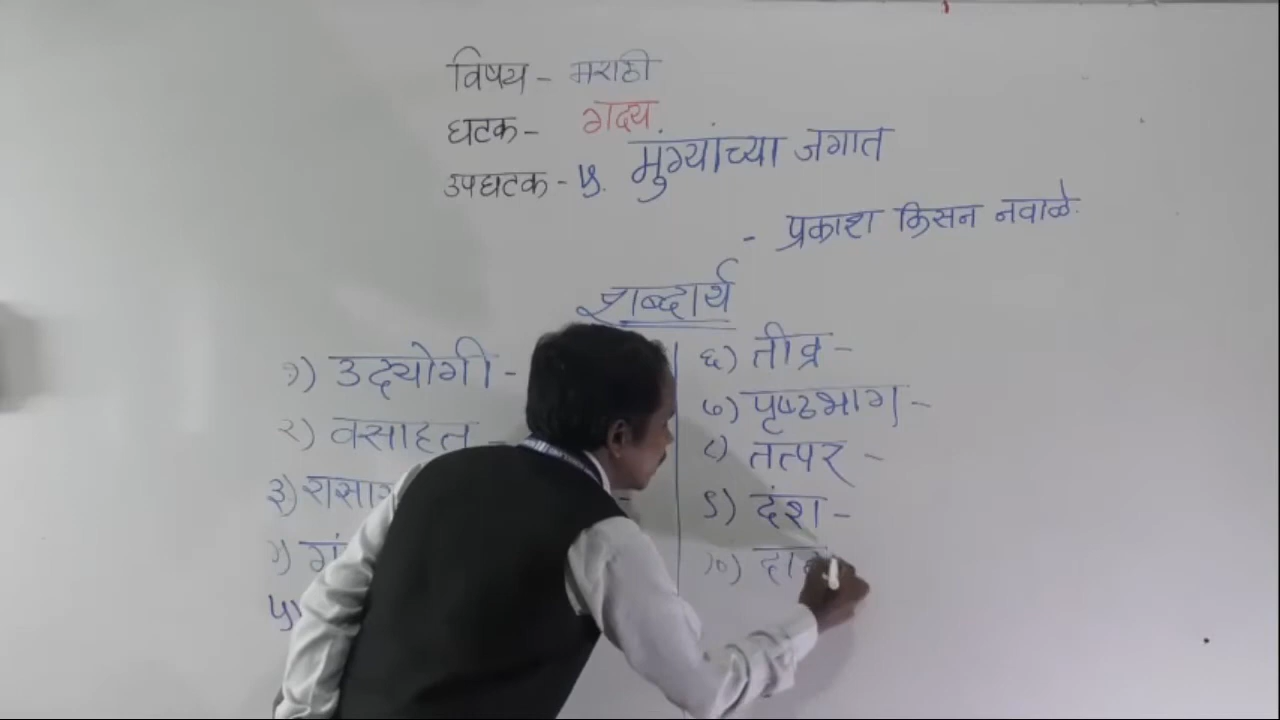 विषय - मराठी
घटक - गद्य.
उपघटक - ५. मुंग्यांच्या जगात
- प्रकाश किसन नवाळे.
शब्दार्थ
१) उद्योगी -
२) वसाहत -
३)
४)
५)
६) तीव्र -
७) पृष्ठभाग -
८) तत्पर -
९) दंश -
१०)